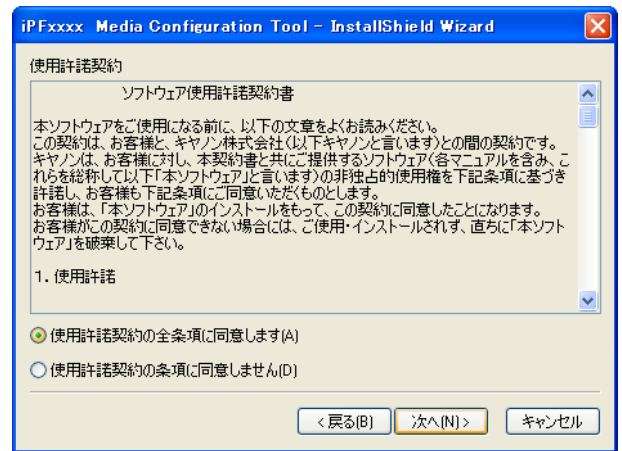 iPFxxxx Media Configuration Tool - InstallShield Wizard
使用許諾契約
ソフトウェア使用許諾契約書
本ソフトウェアをご使用になる前に、以下の文章をよくお読みください。
この契約は、お客様と、キヤノン株式会社(以下キヤノンと言います)との間の契約です。
キヤノンは、お客様に対し、本契約書と共にご提供するソフトウェア(各マニュアルを含み、こ
れらを総称して以下「本ソフトウェア」と言います)の非独占的使用権を下記条項に基づき
許諾し、お客様も下記条項にご同意いただくものとします。
お客様は、「本ソフトウェア」のインストールをもって、この契約に同意したことになります。
お客様がこの契約に同意できない場合には、ご使用・インストールされず、直ちに「本ソフト
ウェア」を破棄して下さい。
1. 使用許諾
使用許諾契約の全条項に同意します(A)
使用許諾契約の条項に同意しません(D)
< 戻る(B)
次へ(N) >
キャンセル